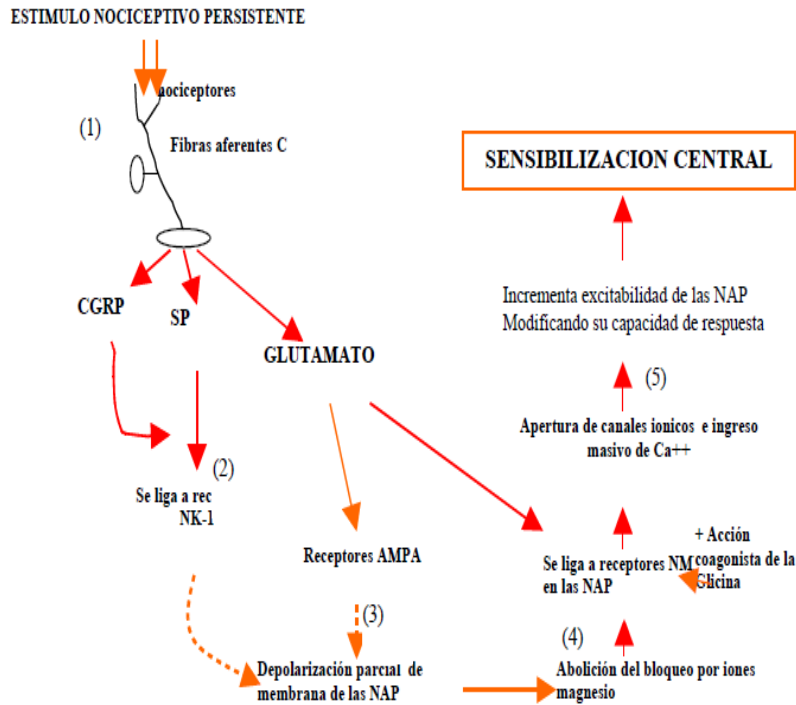 ESTIMULO NOCICEPTIVO PERSISTENTE
nociceptores
(1)
Fibras aferentes C
SENSIBILIZACION CENTRAL
CGRP
SP
GLUTAMATO
Incrementa excitabilidad de las NAP
Modificando su capacidad de respuesta
(5)
Apertura de canales ionicos e ingreso
masivo de Ca++
(2)
Se liga a rec
NK-1
Receptores AMPA
Se liga a receptores NM
en las NAP
+ Acción
coagonista de la
Glicina
(3)
(4)
Depolarización parcial de
membrana de las NAP
Abolición del bloqueo por iones
magnesio